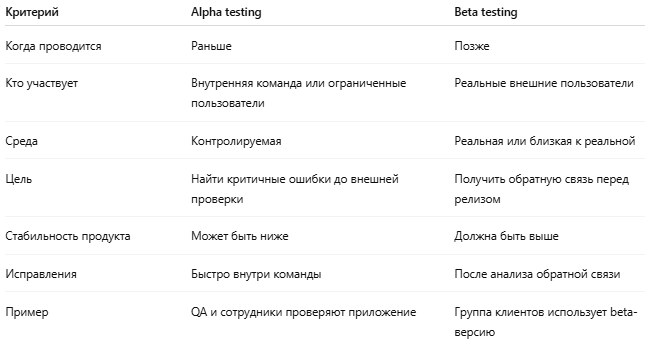 Критерий Alpha testing Beta testing
Когда проводится Раньше Позже
Кто участвует Внутренняя команда или ограниченные Реальные внешние пользователи
пользователи
Среда Контролируемая Реальная или близкая к реальной
Цель Найти критичные ошибки до внешней Получить обратную связь перед
проверки релизом
Стабильность продукта Может быть ниже Должна быть выше
Исправления Быстро внутри команды После анализа обратной связи
Пример QA и сотрудники проверяют приложение Группа клиентов использует beta-
версию